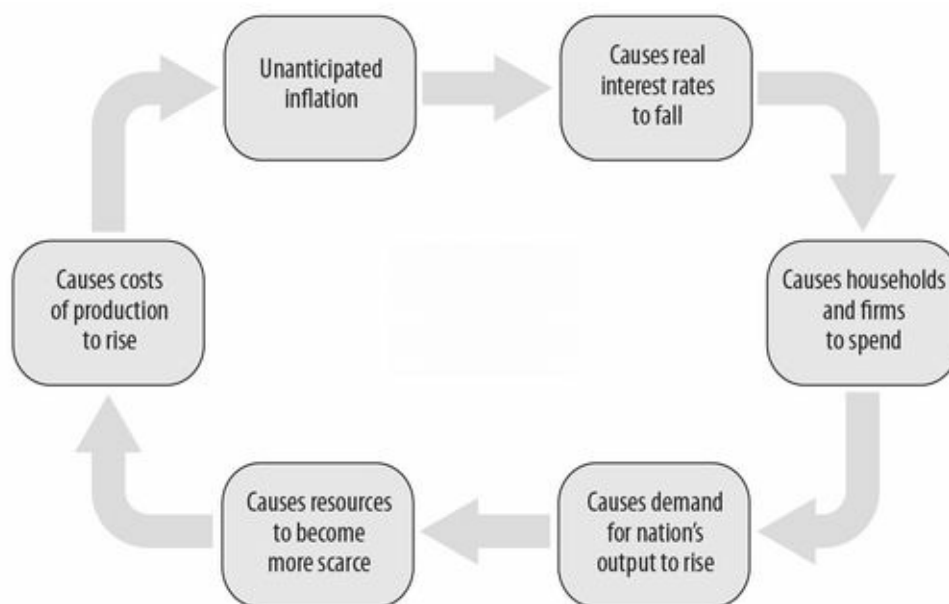 Unanticipated
inflation
Causes real
interest rates
to fall
Causes households
and firms
to spend
Causes demand
for nation's
output to rise
Causes resources
to become
more scarce
Causes costs
of production
to rise